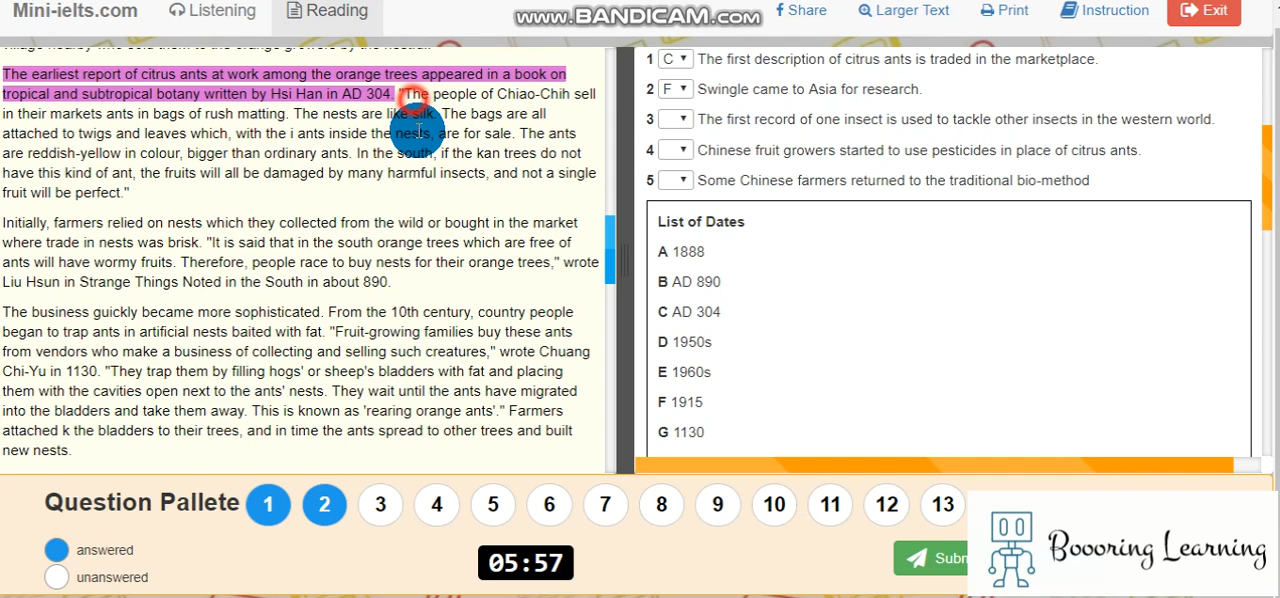 Mini-ielts.com Listening Reading www.BANDICAM.com Share Larger Text Print Instruction Exit
village nearby who sold them to the orange growers by the nestful.
The earliest report of citrus ants at work among the orange trees appeared in a book on
tropical and subtropical botany written by Hsi Han in AD 304. "The people of Chiao-Chih sell
in their markets ants in bags of rush matting. The nests are like silk. The bags are all
attached to twigs and leaves which, with the i ants inside the nests, are for sale. The ants
are reddish-yellow in colour, bigger than ordinary ants. In the south, if the kan trees do not
have this kind of ant, the fruits will all be damaged by many harmful insects, and not a single
fruit will be perfect."
Initially, farmers relied on nests which they collected from the wild or bought in the market
where trade in nests was brisk. "It is said that in the south orange trees which are free of
ants will have wormy fruits. Therefore, people race to buy nests for their orange trees," wrote
Liu Hsun in Strange Things Noted in the South in about 890.
The business guickly became more sophisticated. From the 10th century, country people
began to trap ants in artificial nests baited with fat. "Fruit-growing families buy these ants
from vendors who make a business of collecting and selling such creatures," wrote Chuang
Chi-Yu in 1130. "They trap them by filling hogs' or sheep's bladders with fat and placing
them with the cavities open next to the ants' nests. They wait until the ants have migrated
into the bladders and take them away. This is known as 'rearing orange ants'." Farmers
attached k the bladders to their trees, and in time the ants spread to other trees and built
new nests.
1 C The first description of citrus ants is traded in the marketplace.
2 F Swingle came to Asia for research.
3 The first record of one insect is used to tackle other insects in the western world.
4 Chinese fruit growers started to use pesticides in place of citrus ants.
5 Some Chinese farmers returned to the traditional bio-method
List of Dates
A 1888
B AD 890
C AD 304
D 1950s
E 1960s
F 1915
G 1130
Question Pallete 1 2 3 4 5 6 7 8 9 10 11 12 13
answered
unanswered
05:57
Boooring Learning